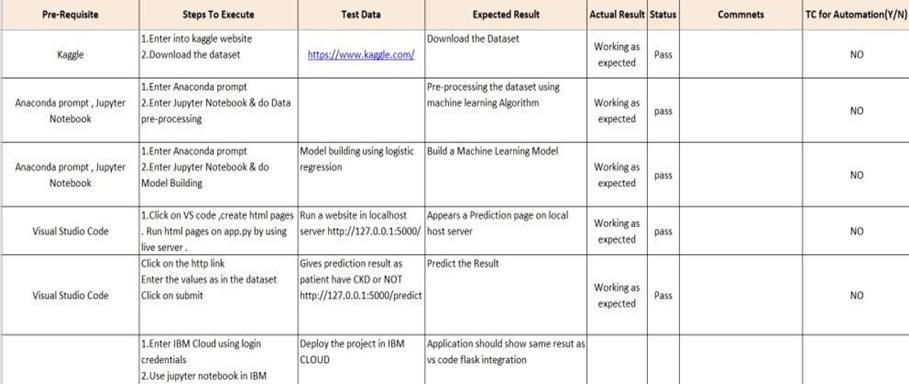 Pre-Requisite Steps To Execute Test Data Expected Result Actual Result Status Commnets TC for Automation(Y/N)
Kaggle
1.Enter into kaggle website
2.Download the dataset
https://www.kaggle.com/
Download the Dataset
Working as
expected
Pass
NO
Anaconda prompt , Jupyter
Notebook
1.Enter Anaconda prompt
2.Enter Jupyter Notebook & do Data
pre-processing
Pre-processing the dataset using
machine learning Algorithm
Working as
expected
pass
NO
Anaconda prompt , Jupyter
Notebook
1.Enter Anaconda prompt
2.Enter Jupyter Notebook & do
Model Building
Model building using logistic
regression
Build a Machine Learning Model
Working as
expected
pass
NO
Visual Studio Code
1.Click on VS code ,create html pages
. Run html pages on app.py by using
live server .
Run a website in localhost
server http://127.0.0.1:5000/
Appears a Prediction page on local
host server
Working as
expected
pass
NO
Visual Studio Code
Click on the http link
Enter the values as in the dataset
Click on submit
Gives prediction result as
patient have CKD or NOT
http://127.0.0.1:5000/predict
Predict the Result
Working as
expected
Pass
NO
1.Enter IBM Cloud using login
credentials
2.Use jupyter notebook in IBM
Deploy the project in IBM
CLOUD
Application should show same resut as
vs code flask integration